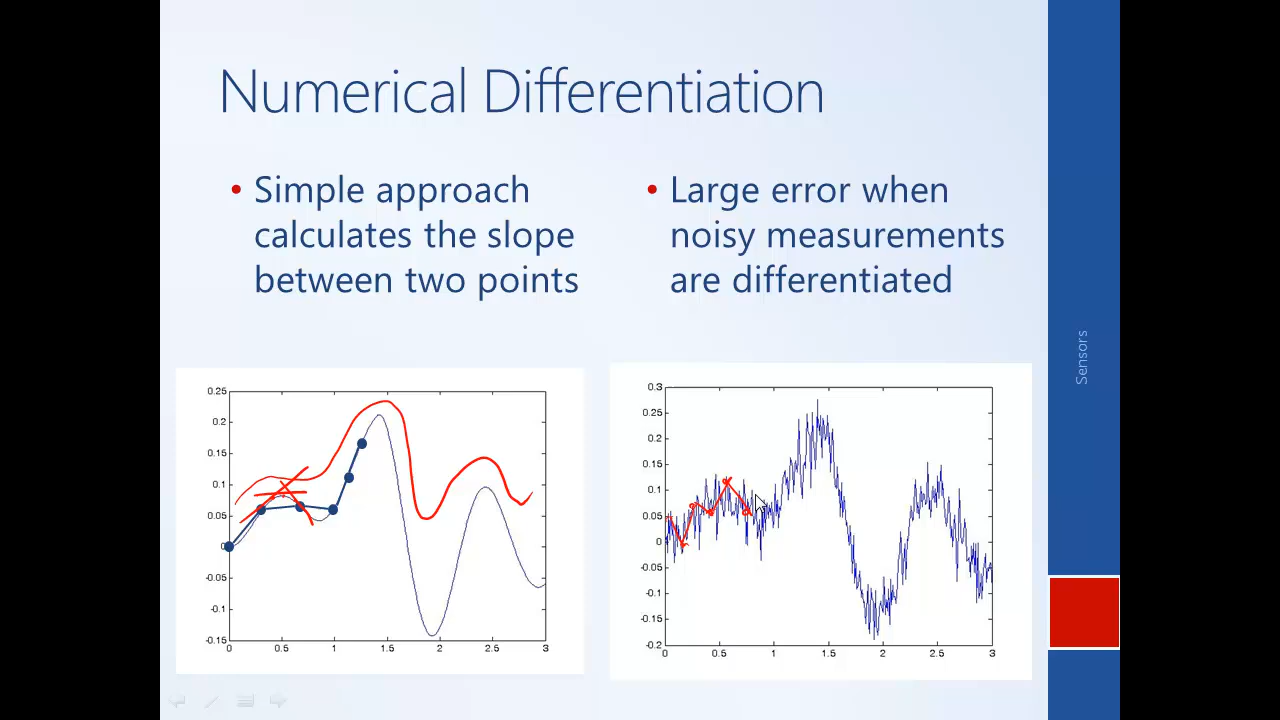 Numerical Differentiation
• Simple approach
calculates the slope
between two points
• Large error when
noisy measurements
are differentiated
Sensors
0.25
0.2
0.15
0.1
0.05
0
-0.05
-0.1
-0.15
0 0.5 1 1.5 2 2.5 3
0.3
0.25
0.2
0.15
0.1
0.05
0
-0.05
-0.1
-0.15
-0.2
0 0.5 1 1.5 2 2.5 3